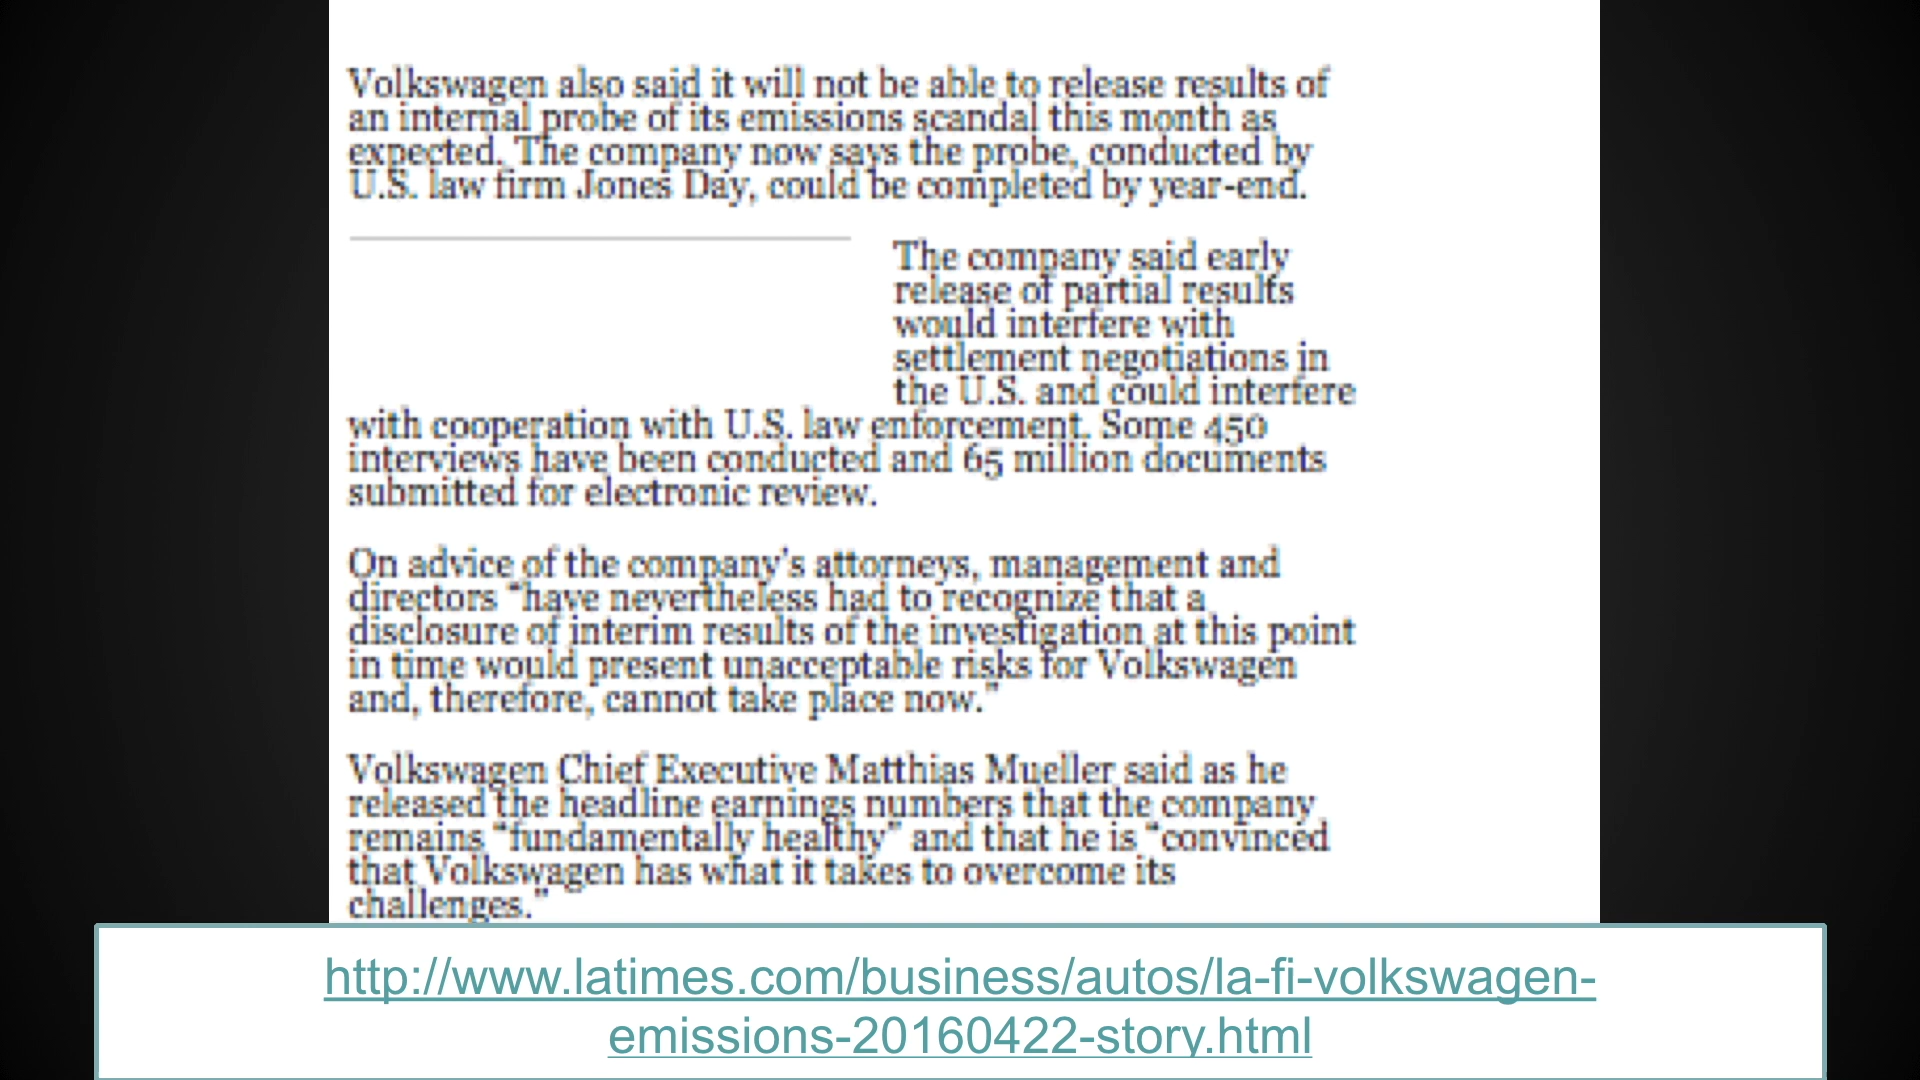 Volkswagen also said it will not be able to release results of
an internal probe of its emissions scandal this month as
expected. The company now says the probe, conducted by
U.S. law firm Jones Day, could be completed by year-end.
The company said early
release of partial results
would interfere with
settlement negotiations in
the U.S. and could interfere
with cooperation with U.S. law enforcement. Some 450
interviews have been conducted and 65 million documents
submitted for electronic review.
On advice of the company's attorneys, management and
directors “have nevertheless had to recognize that a
disclosure of interim results of the investigation at this point
in time would present unacceptable risks for Volkswagen
and, therefore, cannot take place now.”
Volkswagen Chief Executive Matthias Mueller said as he
released the headline earnings numbers that the company
remains “fundamentally healthy” and that he is “convinced
that Volkswagen has what it takes to overcome its
challenges.”
http://www.latimes.com/business/autos/la-fi-volkswagen-
emissions-20160422-story.html